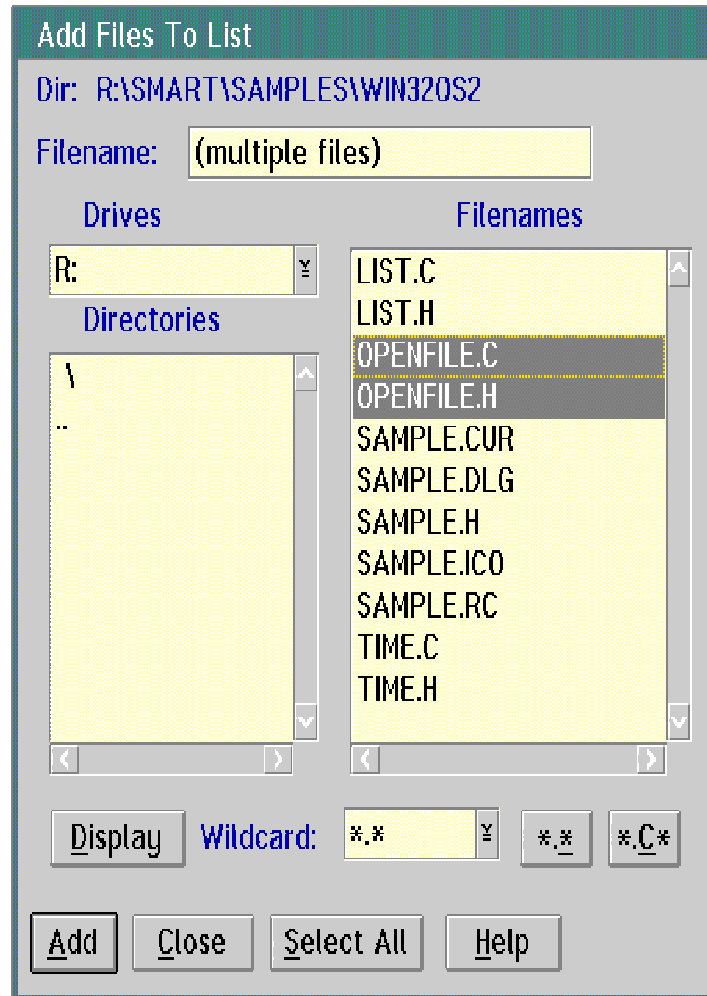 Add Files To List
Dir: R:\SMART\SAMPLES\WIN32OS2
Filename: (multiple files)
Drives
R:
Directories
\
..
Filenames
LIST.C
LIST.H
OPENFILE.C
OPENFILE.H
SAMPLE.CUR
SAMPLE.DLG
SAMPLE.H
SAMPLE.ICO
SAMPLE.RC
TIME.C
TIME.H
Display Wildcard: *.* *.* *.C*
Add Close Select All Help